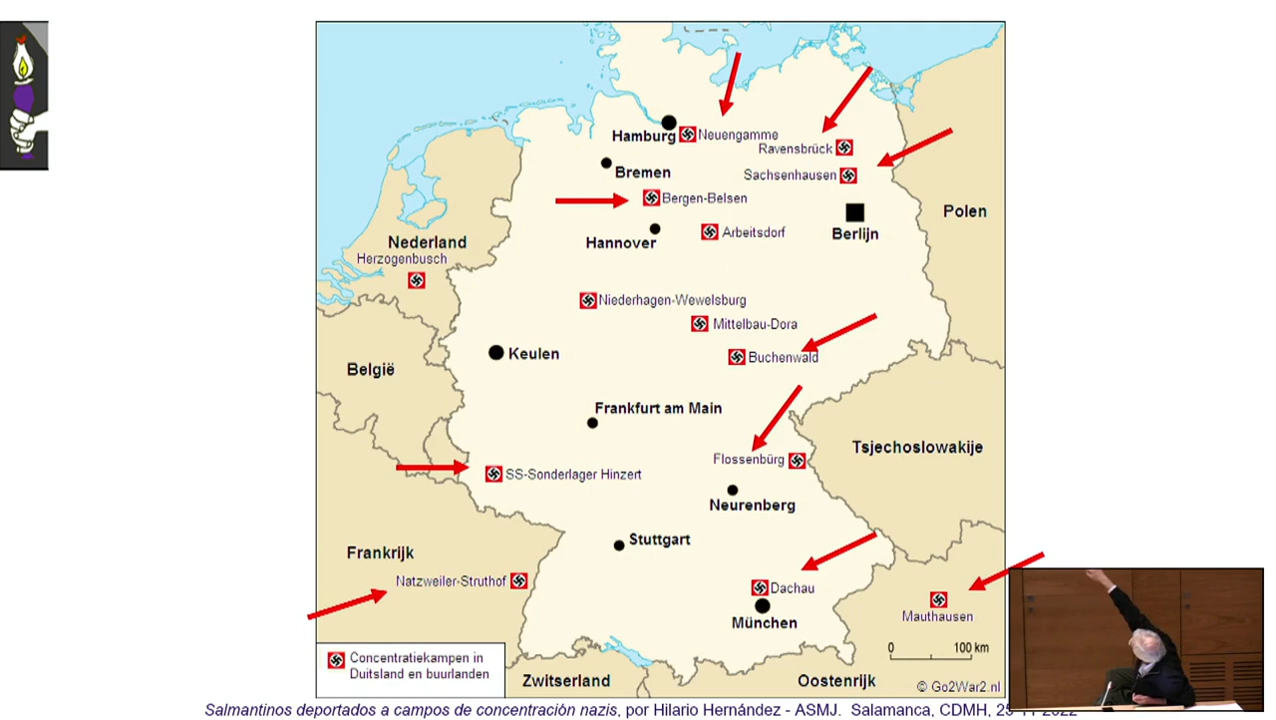 Hamburg
Neuengamme
Ravensbrück
Bremen
Sachsenhausen
Bergen-Belsen
Polen
Hannover
Arbeitsdorf
Berlijn
Nederland
Herzogenbusch
Niederhagen-Wewelsburg
Mittelbau-Dora
Keulen
Buchenwald
België
Frankfurt am Main
Tsjechoslowakije
Flossenbürg
SS-Sonderlager Hinzert
Neurenberg
Stuttgart
Frankrijk
Natzweiler-Struthof
Dachau
Mauthausen
München
0 100 km
Concentratiekampen in
Duitsland en buurlanden
Zwitserland
Oostenrijk
© Go2War2.nl
Salmantinos deportados a campos de concentración nazis, por Hilario Hernández - ASMJ. Salamanca, CDMH, 25-11-2022